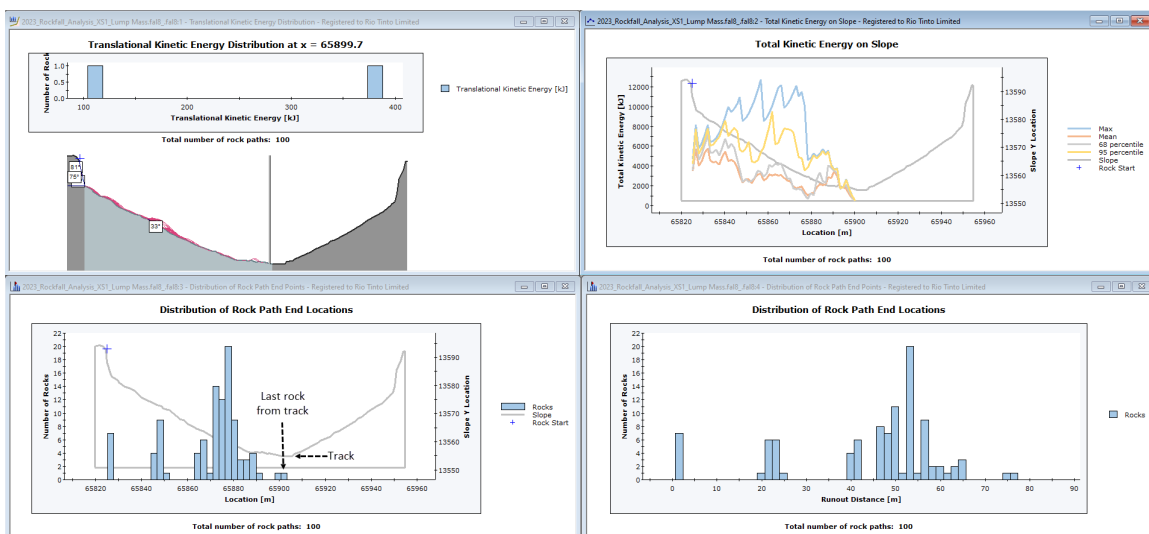 2023_Rockfall_Analysis_XS1_Lump Mass.fal8_.fal8:1 - Translational Kinetic Energy Distribution - Registered to Rio Tinto Limited
Translational Kinetic Energy Distribution at x = 65899.7
Number of Rocks
1.0
0.5
0.0
100 200 300 400
Translational Kinetic Energy [kJ]
Translational Kinetic Energy [kJ]
Total number of rock paths: 100
81°
75°
33°
2023_Rockfall_Analysis_XS1_Lump Mass.fal8_.fal8:2 - Total Kinetic Energy on Slope - Registered to Rio Tinto Limited
Total Kinetic Energy on Slope
Total Kinetic Energy [kJ]
12000
10000
8000
6000
4000
2000
0
65820 65840 65860 65880 65900 65920 65940 65960
Location [m]
13590
13580
13570
13560
13550
Slope Y Location
Max
Mean
68 percentile
95 percentile
Slope
Rock Start
Total number of rock paths: 100
2023_Rockfall_Analysis_XS1_Lump Mass.fal8_.fal8:3 - Distribution of Rock Path End Points - Registered to Rio Tinto Limited
Distribution of Rock Path End Locations
Number of Rocks
22
20
18
16
14
12
10
8
6
4
2
0
65820 65840 65860 65880 65900 65920 65940 65960
Location [m]
Last rock
from track
Track
13590
13580
13570
13560
13550
Slope Y Location
Rocks
Slope
Rock Start
Total number of rock paths: 100
2023_Rockfall_Analysis_XS1_Lump Mass.fal8_.fal8:4 - Distribution of Rock Path End Points - Registered to Rio Tinto Limited
Distribution of Rock Path End Locations
Number of Rocks
22
20
18
16
14
12
10
8
6
4
2
0
0 10 20 30 40 50 60 70 80 90
Runout Distance [m]
Rocks
Total number of rock paths: 100